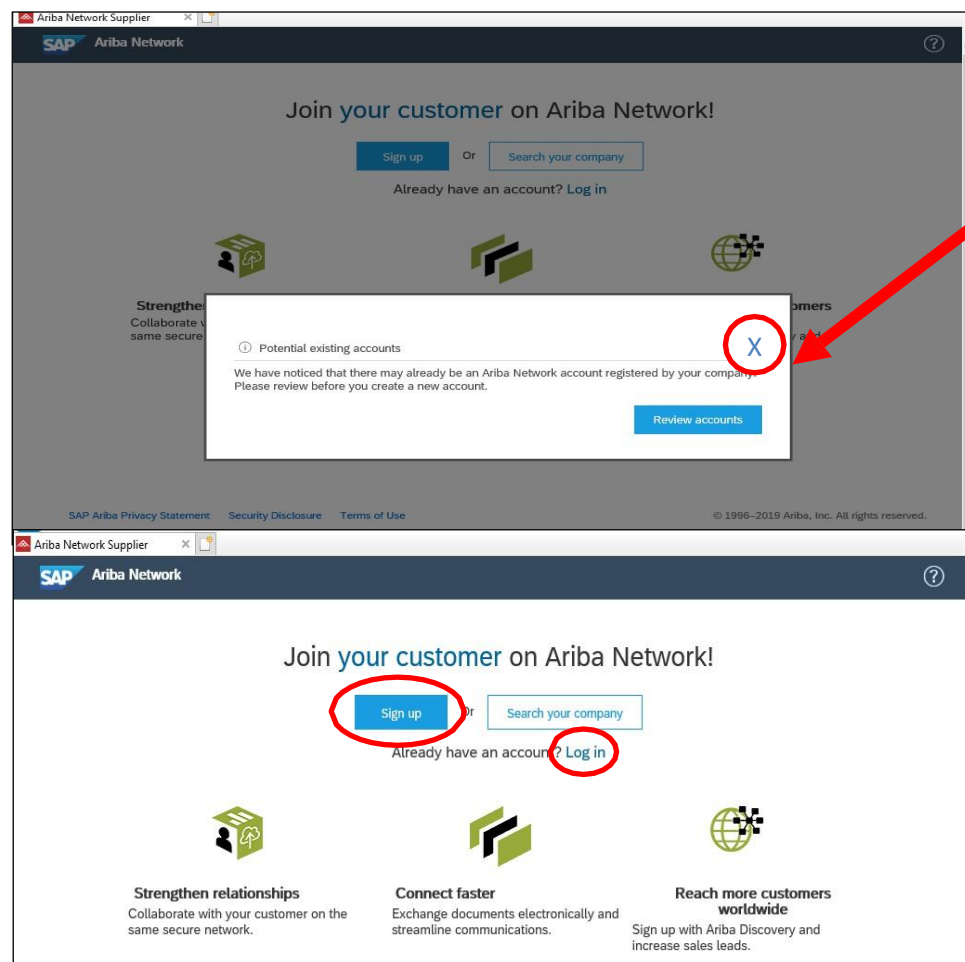 Ariba Network Supplier
SAP Ariba Network
Join your customer on Ariba Network!
Sign up Or Search your company
Already have an account? Log in
Strengthe
Collaborate
same secure
omers
X
Potential existing accounts
We have noticed that there may already be an Ariba Network account registered by your company.
Please review before you create a new account.
Review accounts
SAP Ariba Privacy Statement Security Disclosure Terms of Use © 1996–2019 Ariba, Inc. All rights reserved.
Ariba Network Supplier
SAP Ariba Network
Join your customer on Ariba Network!
Sign up Or Search your company
Already have an account? Log in
Strengthen relationships
Collaborate with your customer on the
same secure network.
Connect faster
Exchange documents electronically and
streamline communications.
Reach more customers
worldwide
Sign up with Ariba Discovery and
increase sales leads.